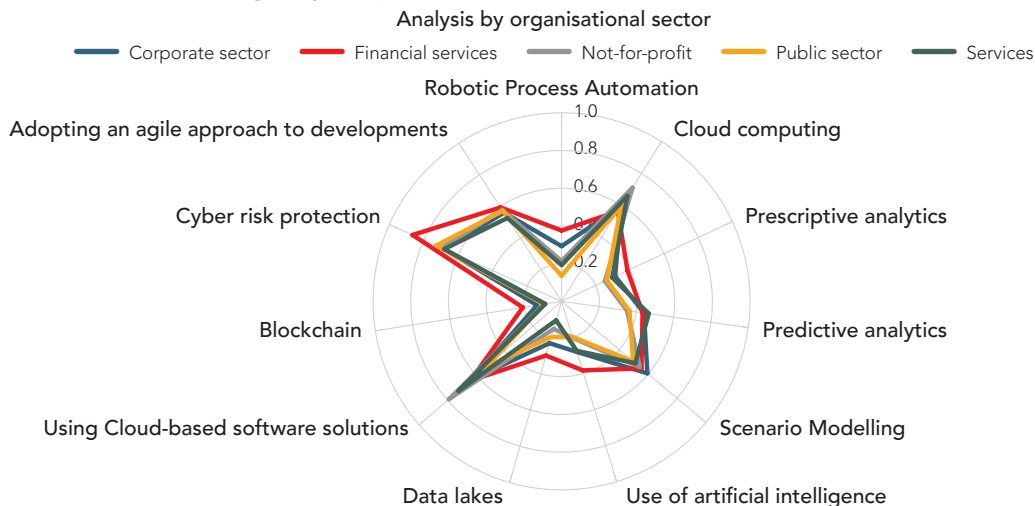 Analysis by organisational sector
Corporate sector Financial services Not-for-profit Public sector Services
Robotic Process Automation
1.0
Adopting an agile approach to developments Cloud computing
0.8
0.6
Cyber risk protection Prescriptive analytics
0.2
Blockchain Predictive analytics
Using Cloud-based software solutions Scenario Modelling
Data lakes Use of artificial intelligence